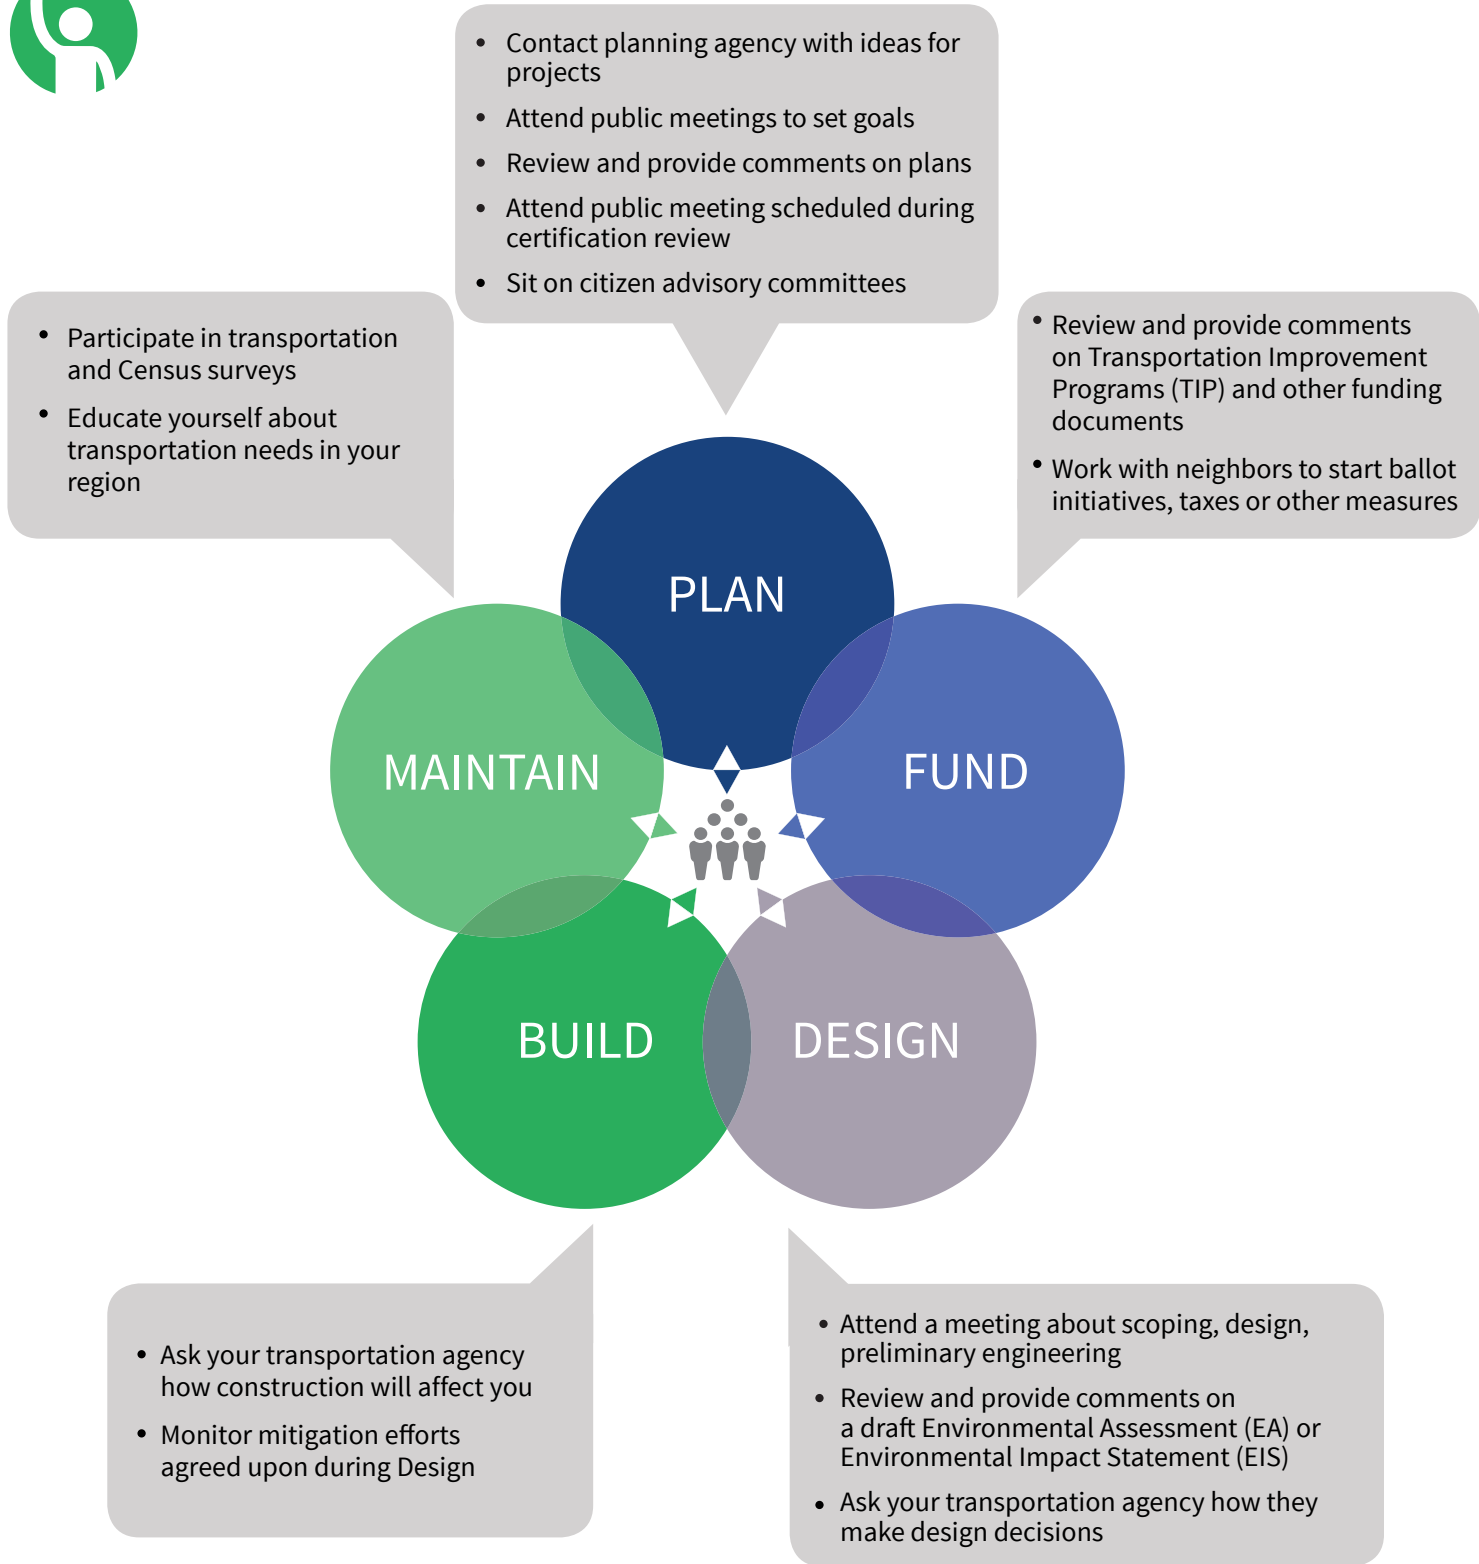 • Contact planning agency with ideas for
projects
• Attend public meetings to set goals
• Review and provide comments on plans
• Attend public meeting scheduled during
certification review
• Sit on citizen advisory committees
• Participate in transportation
and Census surveys
• Educate yourself about
transportation needs in your
region
• Review and provide comments
on Transportation Improvement
Programs (TIP) and other funding
documents
• Work with neighbors to start ballot
initiatives, taxes or other measures
PLAN
MAINTAIN
FUND
BUILD
DESIGN
• Ask your transportation agency
how construction will affect you
• Monitor mitigation efforts
agreed upon during Design
• Attend a meeting about scoping, design,
preliminary engineering
• Review and provide comments on
a draft Environmental Assessment (EA) or
Environmental Impact Statement (EIS)
• Ask your transportation agency how they
make design decisions